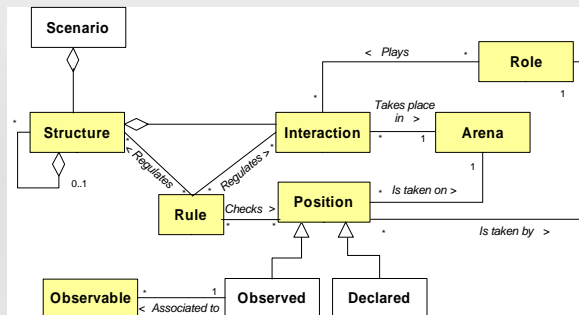 Scenario
< Plays
*
*
Role
1
Takes place
in >
*
Structure
Interaction
*
1
Arena
1
*
*
< Regulates
Regulates >
0..1
*
*
Is taken on >
*
Rule
Checks >
*
*
Position
*
Is taken by >
Observable
*
1
Observed
Declared
< Associated to